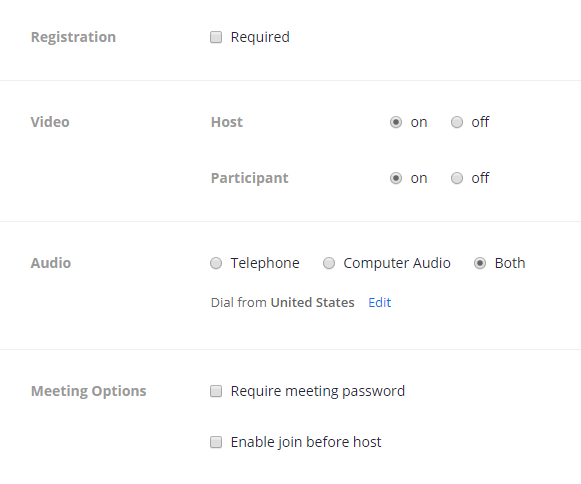 Registration Required
Video Host on off
Participant on off
Audio Telephone Computer Audio Both
Dial from United States Edit
Meeting Options Require meeting password
Enable join before host